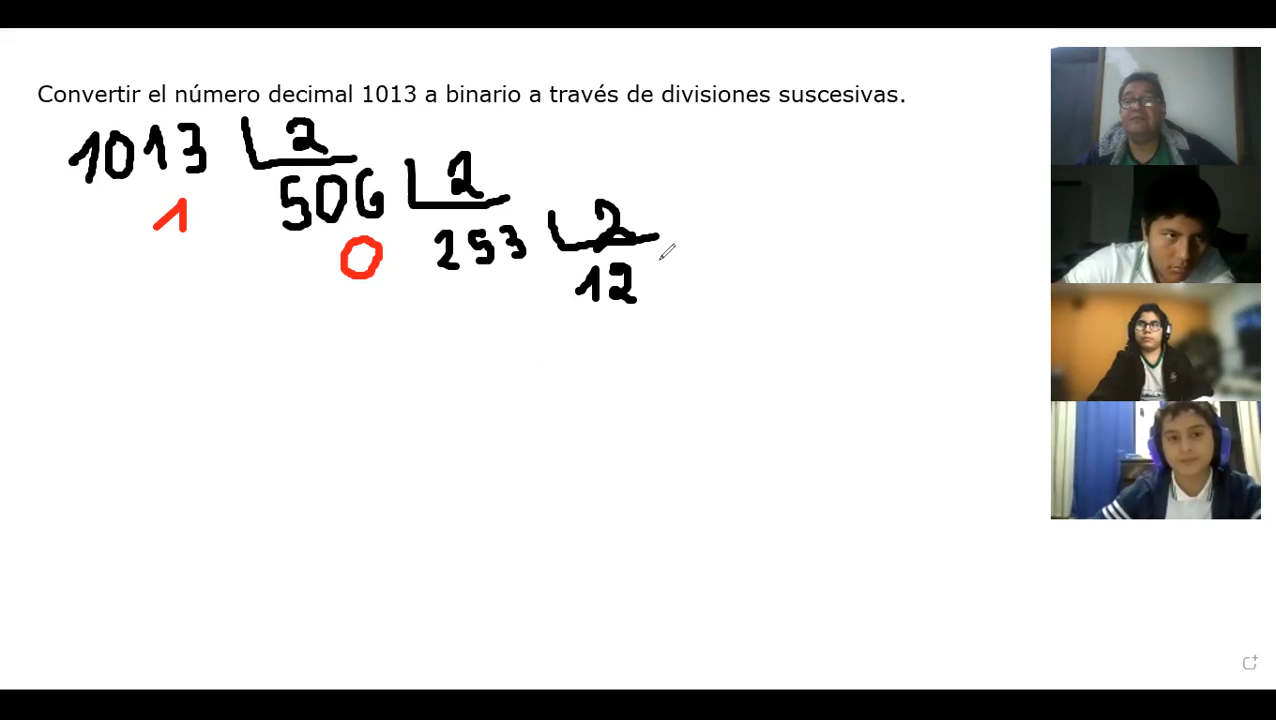 Convertir el número decimal 1013 a binario a través de divisiones suscesivas.
1013 2
1 506 2
0 253 2
12